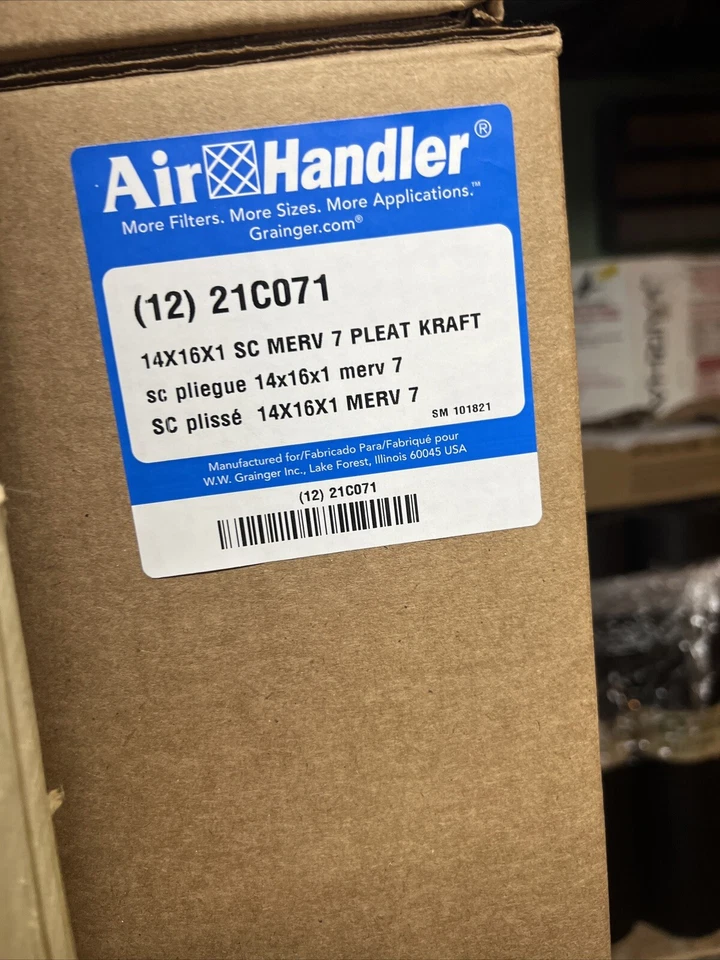 Air Handler®
More Filters. More Sizes. More Applications.™
Grainger.com®
(12) 21C071
14X16X1 SC MERV 7 PLEAT KRAFT
sc pliegue 14x16x1 merv 7
SC plissé 14X16X1 MERV 7
SM 101821
Manufactured for/Fabricado Para/Fabriqué pour
W.W. Grainger Inc., Lake Forest, Illinois 60045 USA
(12) 21C071